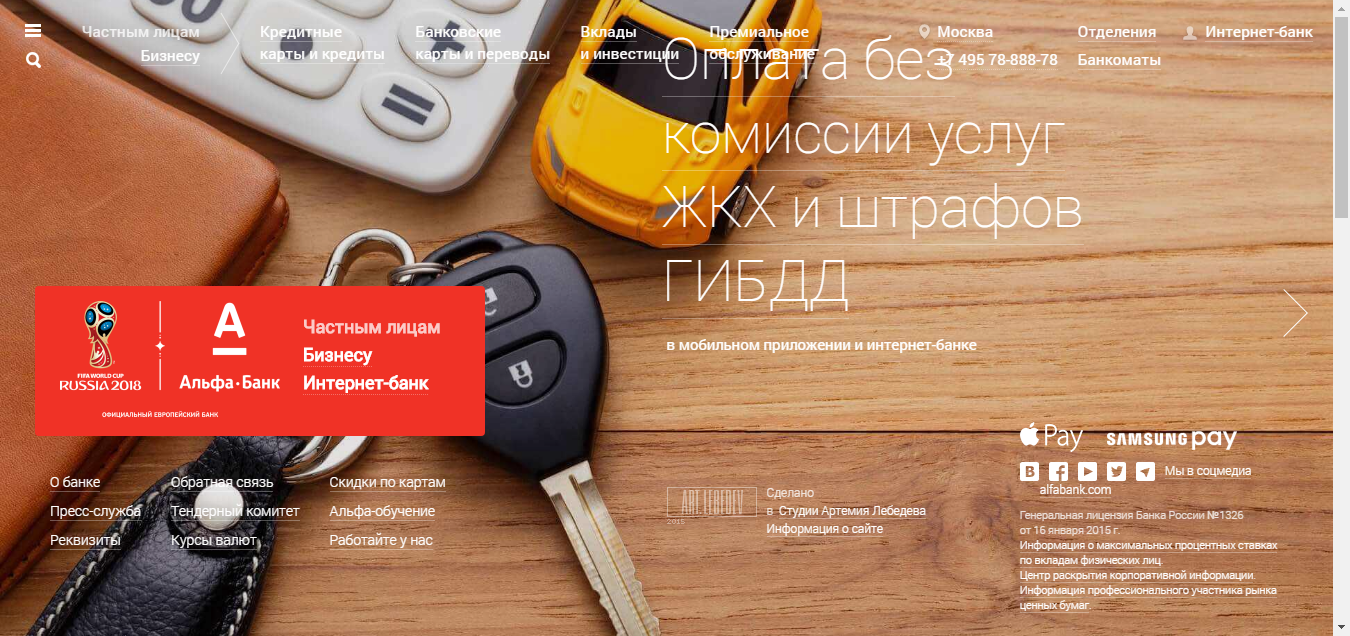 Частным лицам
Бизнесу
Кредитные
карты и кредиты
Банковские
карты и переводы
Вклады
и инвестиции
Премиальное
обслуживание
Москва
+7 495 78-888-78
Отделения
Банкоматы
Интернет-банк
Оплата без
комиссии услуг
ЖКХ и штрафов
ГИБДД
в мобильном приложении и интернет-банке
FIFA WORLD CUP
RUSSIA 2018
Альфа·Банк
ОФИЦИАЛЬНЫЙ ЕВРОПЕЙСКИЙ БАНК
Частным лицам
Бизнесу
Интернет-банк
О банке
Пресс-служба
Реквизиты
Обратная связь
Тендерный комитет
Курсы валют
Скидки по картам
Альфа-обучение
Работайте у нас
ART.LEBEDEV
2015
Сделано
в Студии Артемия Лебедева
Информация о сайте
Pay SAMSUNG pay
Мы в соцмедиа
alfabank.com
Генеральная лицензия Банка России №1326
от 16 января 2015 г.
Информация о максимальных процентных ставках
по вкладам физических лиц.
Центр раскрытия корпоративной информации.
Информация профессионального участника рынка
ценных бумаг.